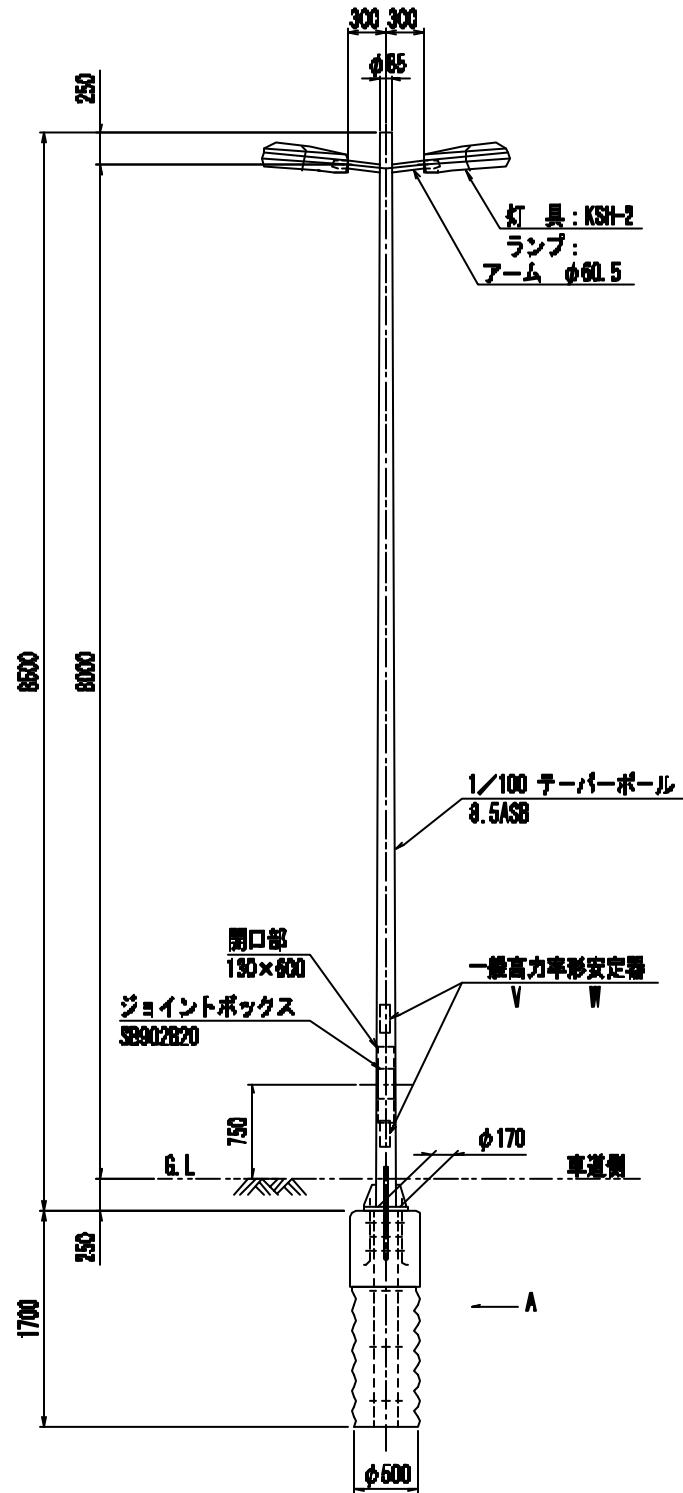 300 300
φ85
250
灯 具:KSH-2
ランプ:
アーム φ60.5
8500
8000
1/100 テーパーポール
8.5ASB
開口部
130×600
一般高力率形安定器
V W
ジョイントボックス
SB902B20
750
φ170
G.L
車道側
250
1700
A
φ500